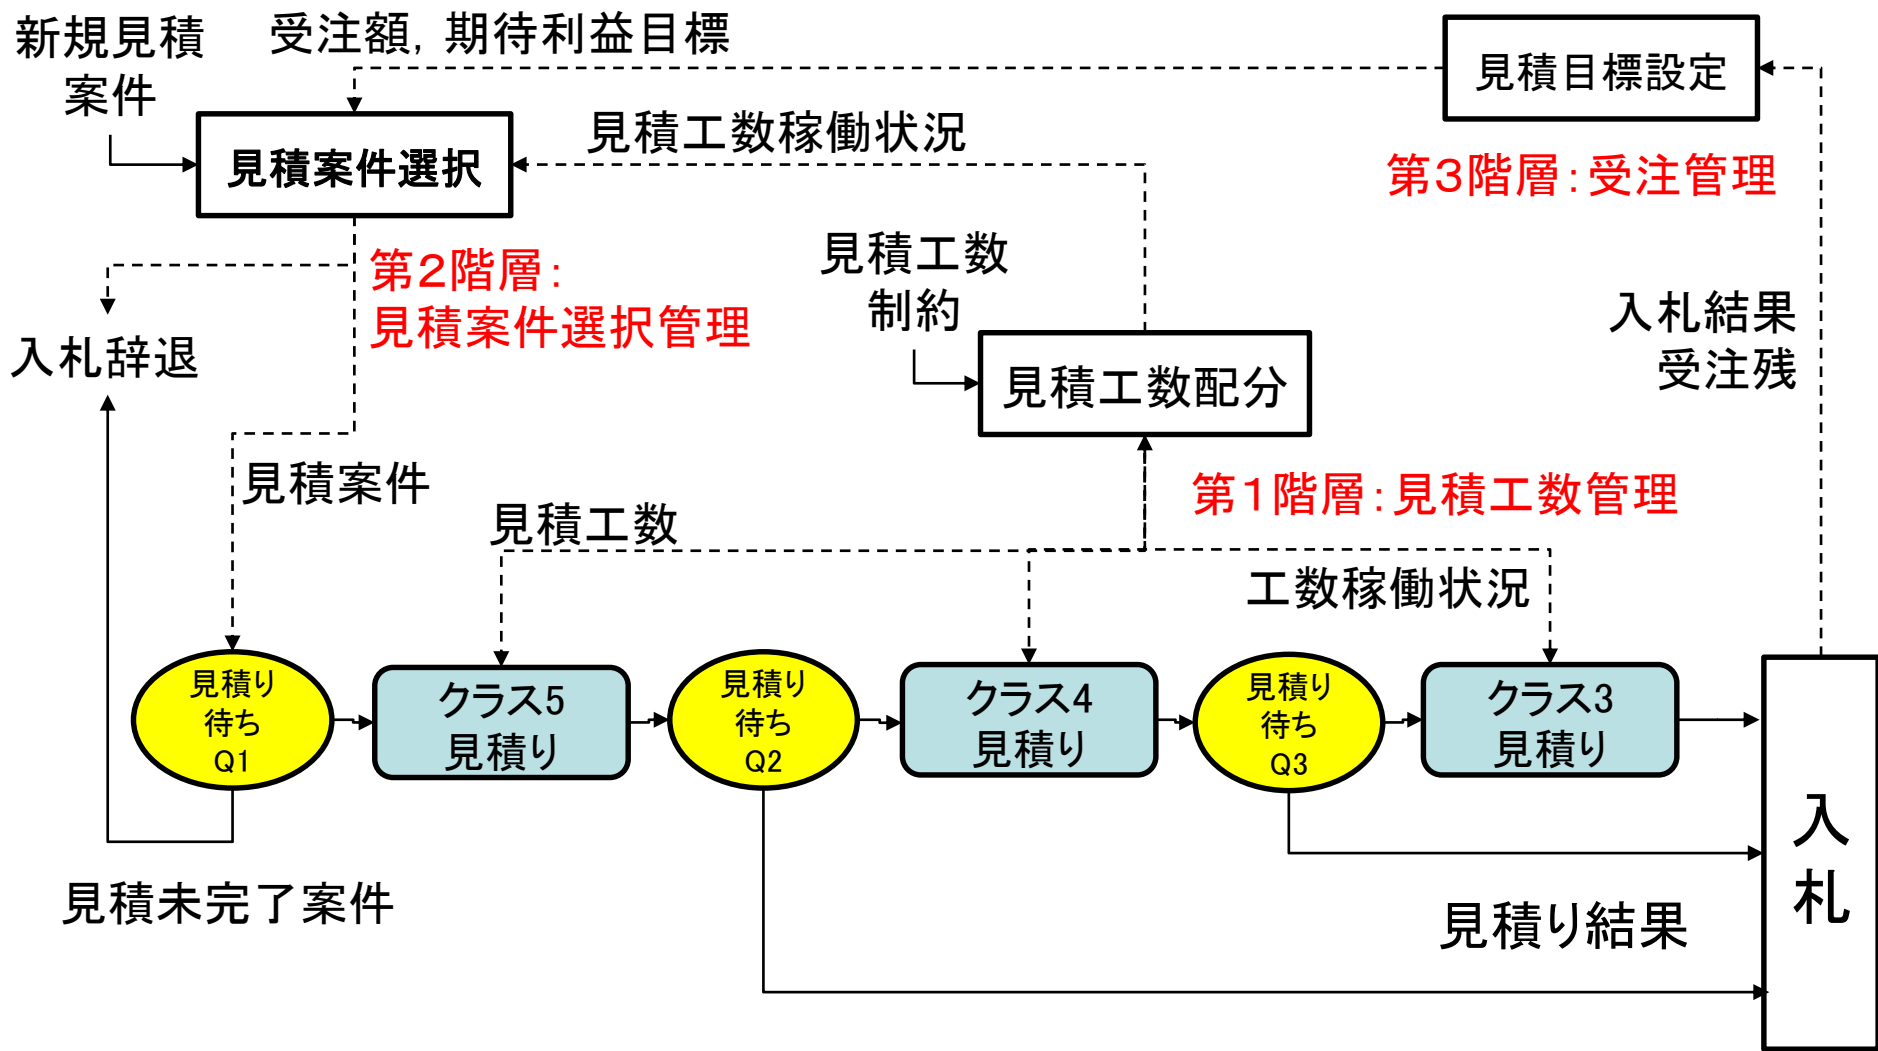 新規見積
案件
受注額, 期待利益目標
見積目標設定
見積案件選択
見積工数稼働状況
第3階層:受注管理
第2階層:
見積案件選択管理
見積工数
制約
入札結果
受注残
入札辞退
見積工数配分
見積案件
見積工数
第1階層:見積工数管理
工数稼働状況
見積り
待ち
Q1
クラス5
見積り
見積り
待ち
Q2
クラス4
見積り
見積り
待ち
Q3
クラス3
見積り
入
札
見積未完了案件
見積り結果